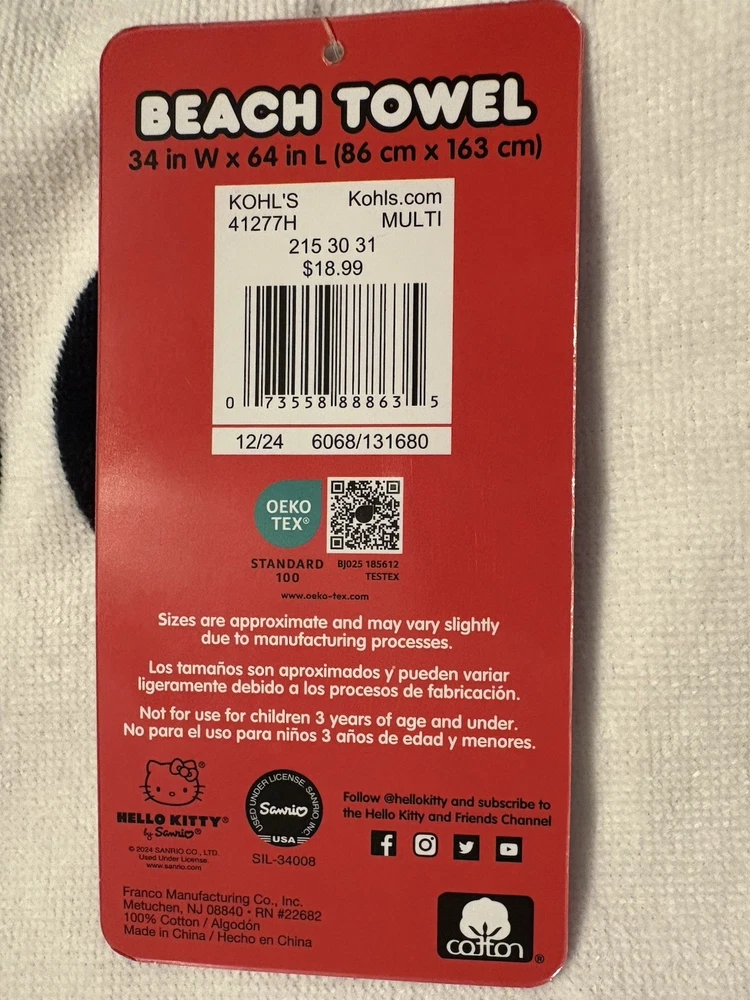 BEACH TOWEL
34 in W x 64 in L (86 cm x 163 cm)
KOHL'S Kohls.com
41277H MULTI
215 30 31
$18.99
0 73558 88863 5
12/24 6068/131680
OEKO
TEX®
STANDARD
100
BJ025 185612
TESTEX
www.oeko-tex.com
Sizes are approximate and may vary slightly
due to manufacturing processes.
Los tamaños son aproximados y pueden variar
ligeramente debido a los procesos de fabricación.
Not for use for children 3 years of age and under.
No para el uso para niños 3 años de edad y menores.
HELLO KITTY®
by Sanrio®
© 2024 SANRIO CO., LTD.
Used Under License.
www.sanrio.com
USED UNDER LICENSE. SANRIO, INC.
Sanrio
USA
SIL-34008
Follow @hellokitty and subscribe to
the Hello Kitty and Friends Channel
Franco Manufacturing Co., Inc.
Metuchen, NJ 08840 • RN #22682
100% Cotton / Algodón
Made in China / Hecho en China
cotton®